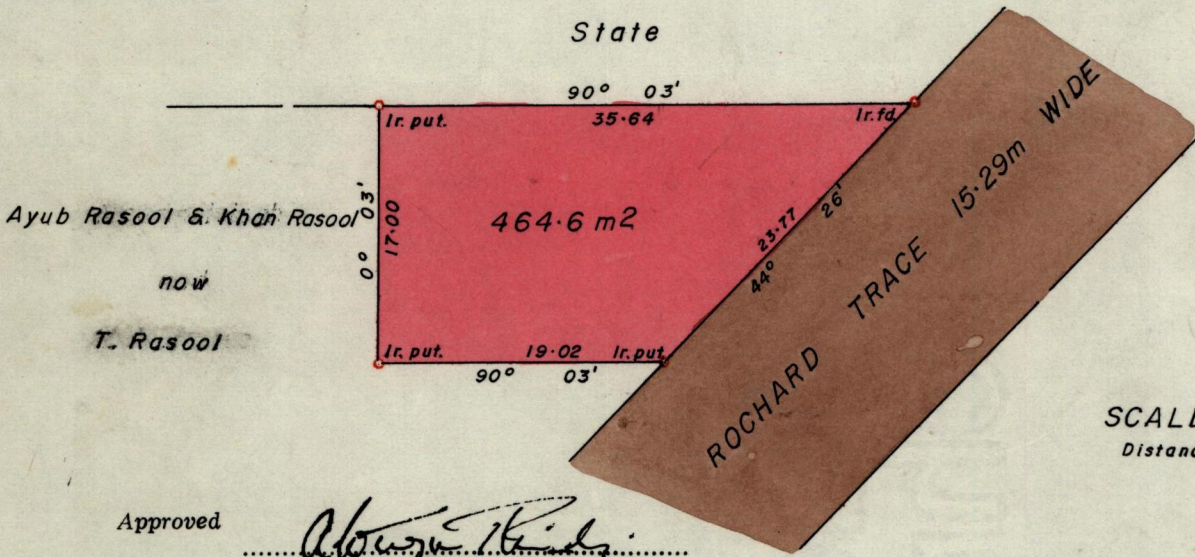 State
90° 03'
Ir. put.
35·64
Ir. fd.
Ayub Rasool & Khan Rasool
now
T. Rasool
0° 03'
17·00
464·6 m2
23·77
44° 26'
ROCHARD TRACE 15·29m WIDE
Ir. put.
19·02
Ir. put
90° 03'
Approved